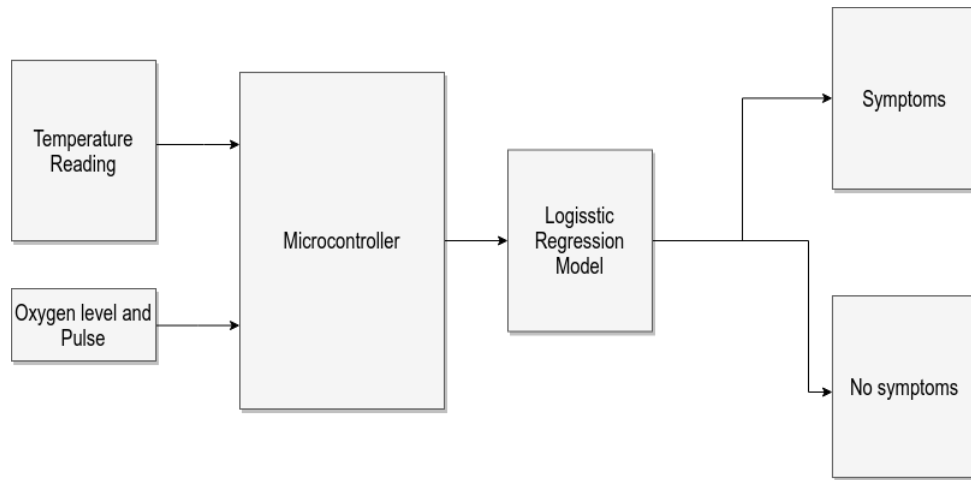 Temperature
Reading
Oxygen level and
Pulse
Microcontroller
Logisstic
Regression
Model
Symptoms
No symptoms